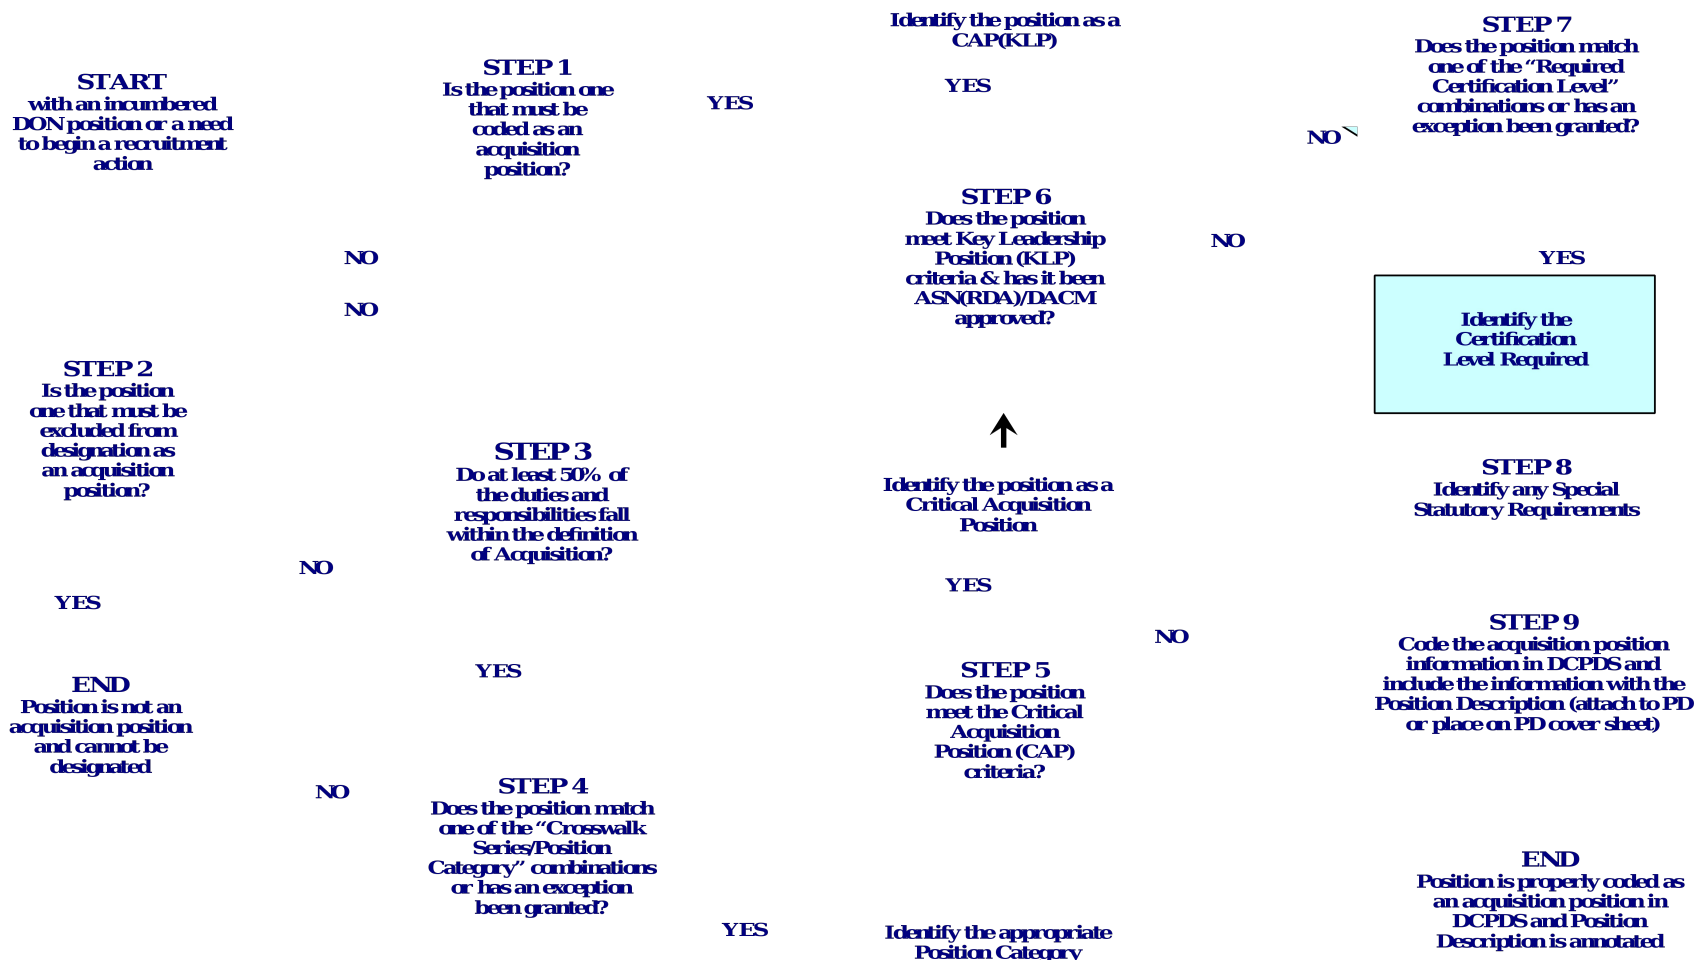 START
with an incumbered
DON position or a need
to begin a recruitment
action
STEP 1
Is the position one
that must be
coded as an
acquisition
position?
YES
NO
NO
STEP 2
Is the position
one that must be
excluded from
designation as
an acquisition
position?
STEP 3
Do at least 50% of
the duties and
responsibilities fall
within the definition
of Acquisition?
NO
YES
YES
END
Position is not an
acquisition position
and cannot be
designated
NO
STEP 4
Does the position match
one of the “Crosswalk
Series/Position
Category” combinations
or has an exception
been granted?
YES
Identify the appropriate
Position Category
STEP 5
Does the position
meet the Critical
Acquisition
Position (CAP)
criteria?
NO
YES
Identify the position as a
Critical Acquisition
Position
STEP 6
Does the position
meet Key Leadership
Position (KLP)
criteria & has it been
ASN(RDA)/DACM
approved?
NO
YES
Identify the position as a
CAP(KLP)
STEP 7
Does the position match
one of the “Required
Certification Level”
combinations or has an
exception been granted?
NO
YES
Identify the
Certification
Level Required
STEP 8
Identify any Special
Statutory Requirements
STEP 9
Code the acquisition position
information in DCPDS and
include the information with the
Position Description (attach to PD
or place on PD cover sheet)
END
Position is properly coded as
an acquisition position in
DCPDS and Position
Description is annotated